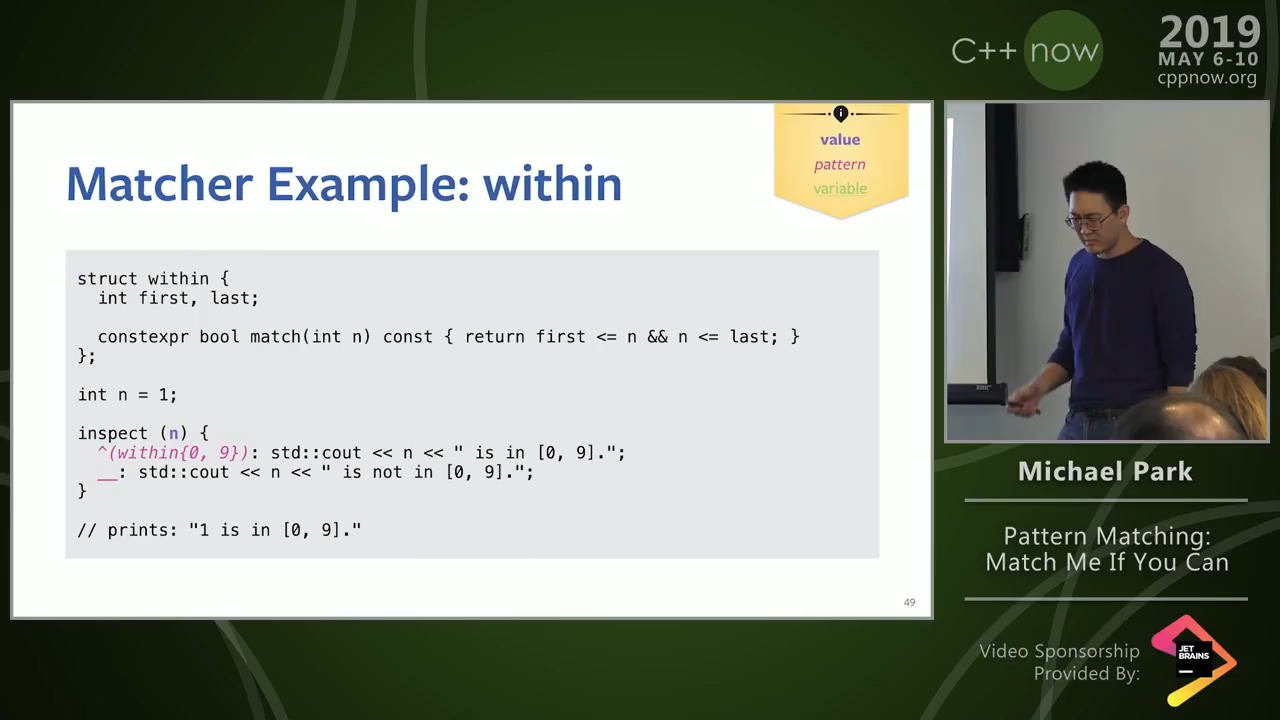 C++ now
2019
MAY 6-10
cppnow.org
value
pattern
variable
Matcher Example: within
struct within {
  int first, last;
  constexpr bool match(int n) const { return first <= n && n <= last; }
};
int n = 1;
inspect (n) {
  ^(within{0, 9}): std::cout << n << " is in [0, 9].";
  __: std::cout << n << " is not in [0, 9].";
}
// prints: "1 is in [0, 9]."
49
Michael Park
Pattern Matching:
Match Me If You Can
Video Sponsorship
Provided By:
JET
BRAINS